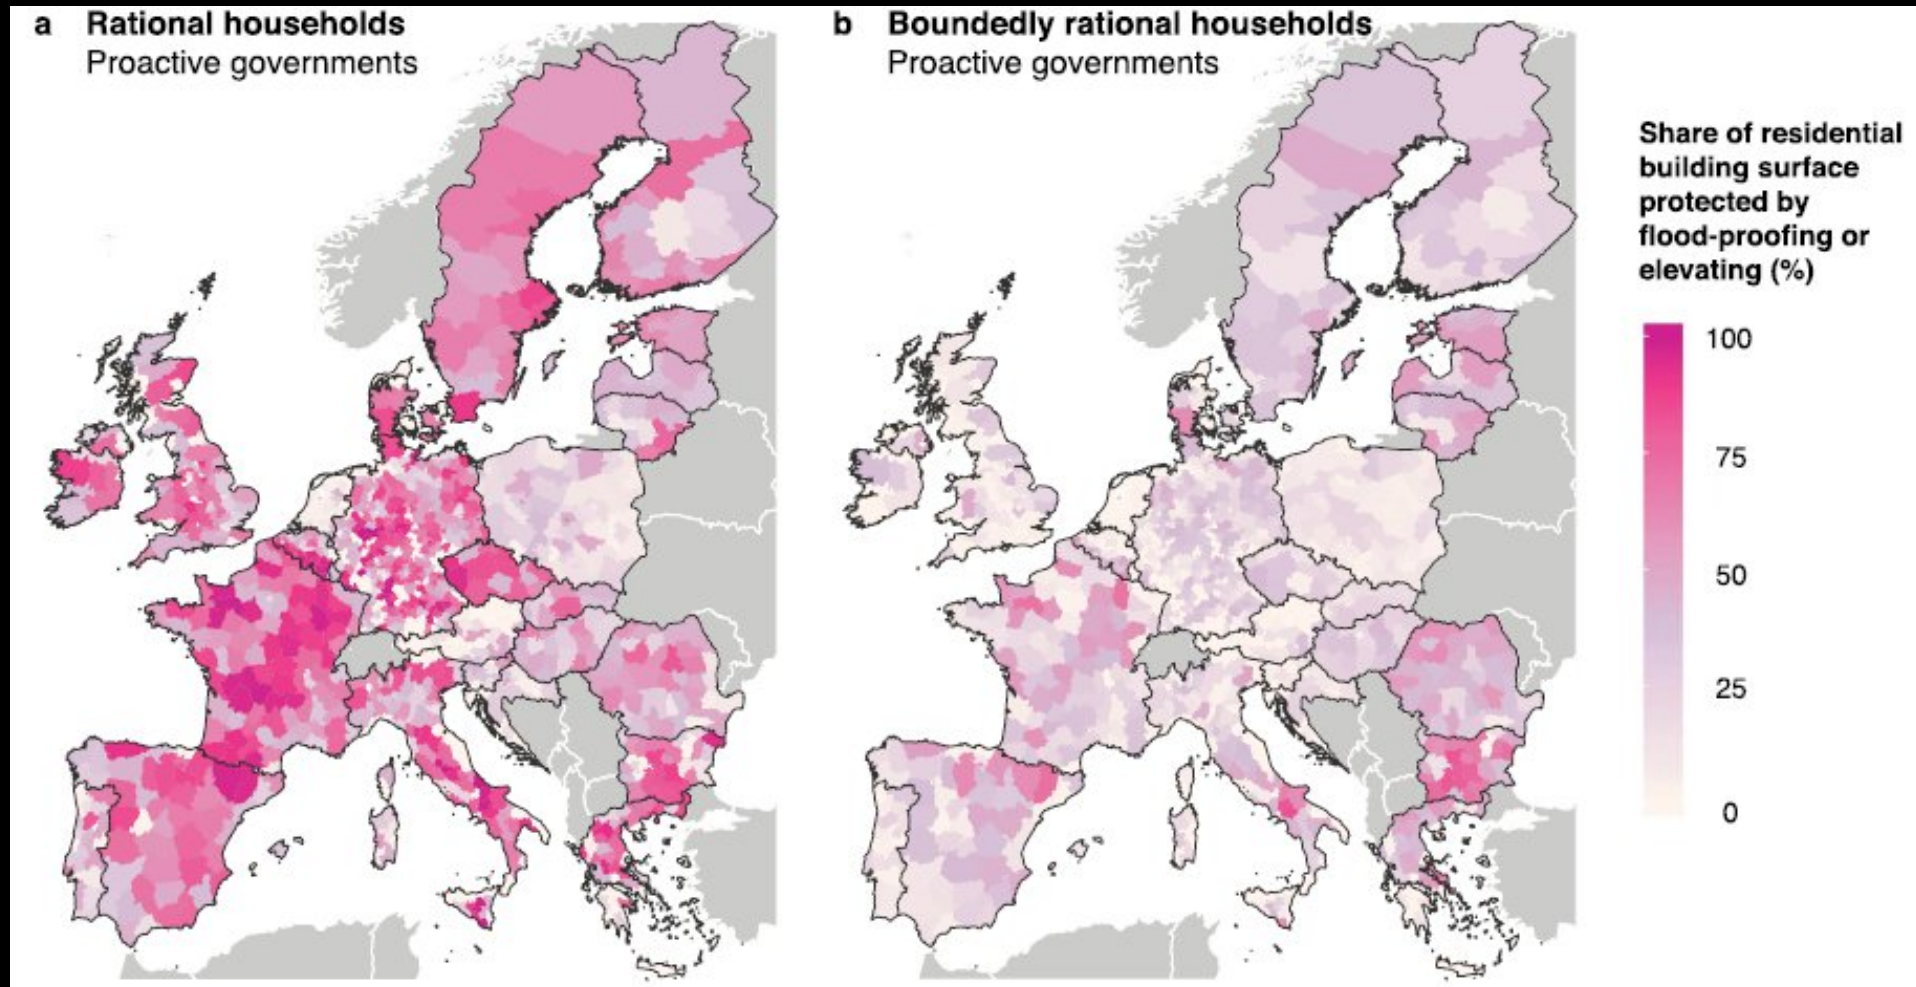 a Rational households
Proactive governments
b Boundedly rational households
Proactive governments
Share of residential
building surface
protected by
flood-proofing or
elevating (%)
100
75
50
25
0